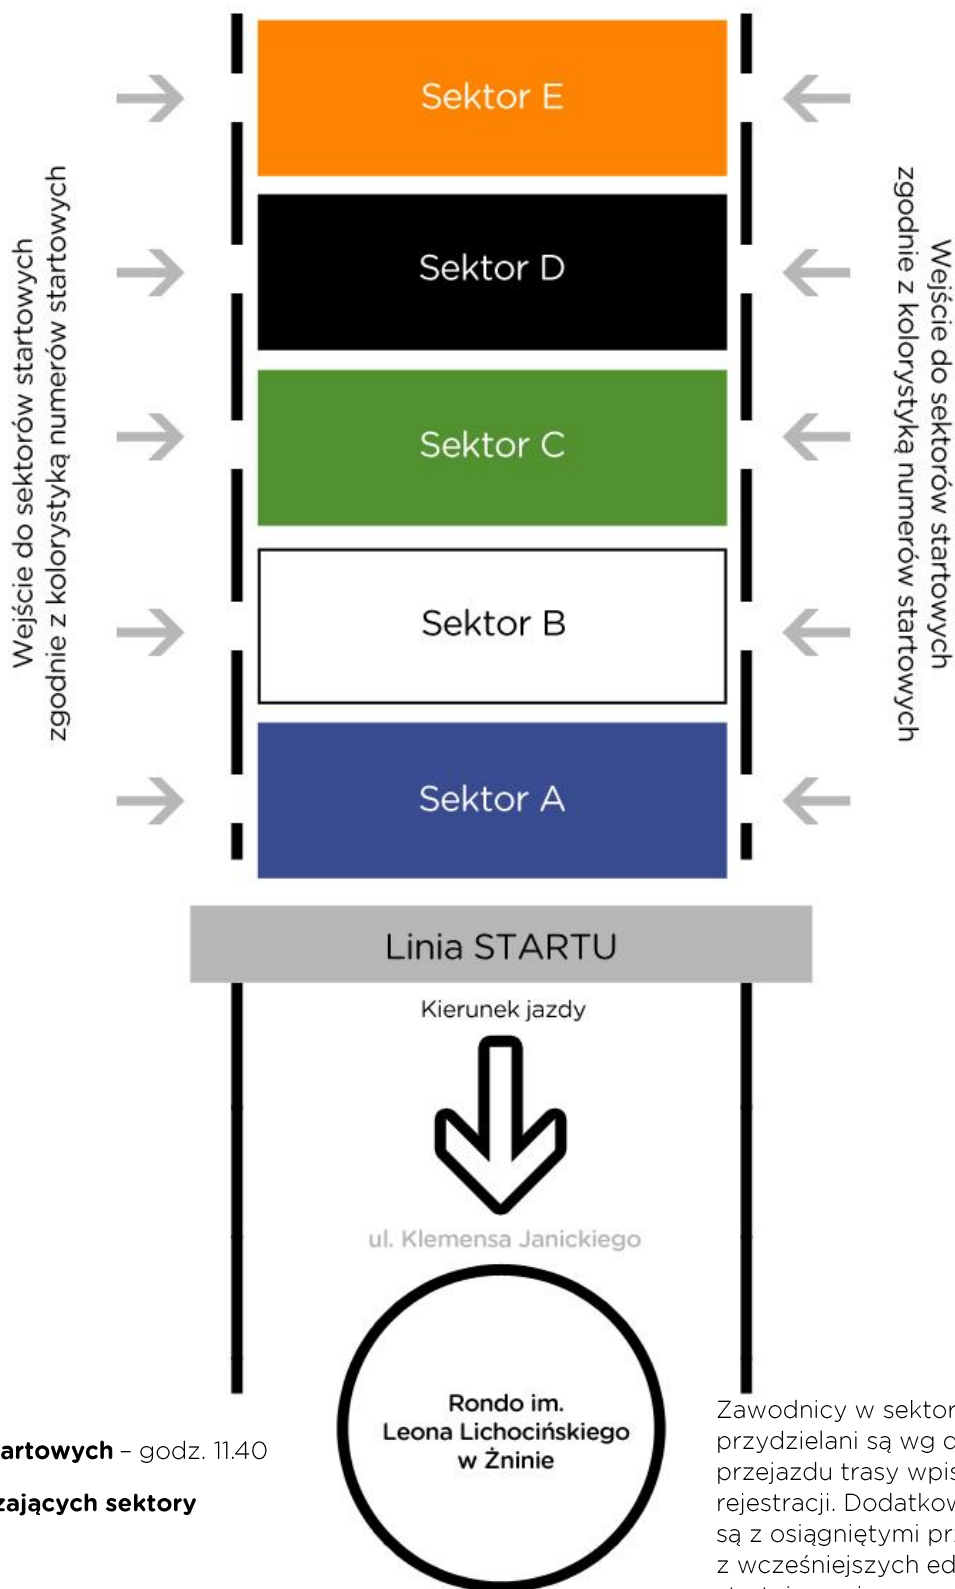 Sektor E
Sektor D
Sektor C
Sektor B
Sektor A
Wejście do sektorów startowych
zgodnie z kolorystyką numerów startowych
Wejście do sektorów startowych
zgodnie z kolorystyką numerów startowych
Linia STARTU
Kierunek jazdy
ul. Klemensa Janickiego
Rondo im.
Leona Lichocińskiego
w Żninie
artowych – godz. 11.40
zających sektory
Zawodnicy w sektor
przydzielani są wg
przejazdu trasy wpis
rejestracji. Dodatkow
są z osiągniętymi prz
z wcześniejszych ed